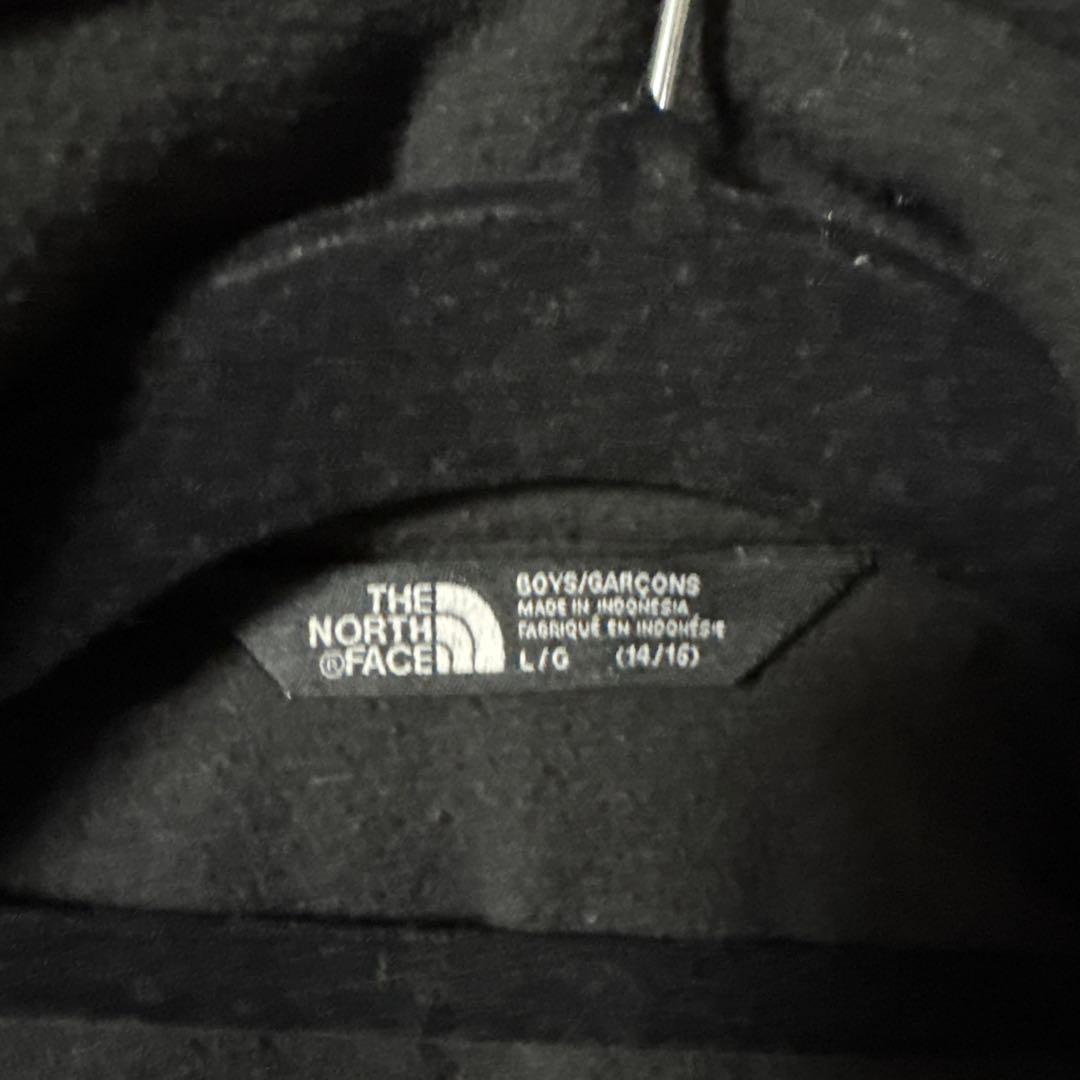 THE
NORTH
®FACE
BOYS/GARÇONS
MADE IN INDONESIA
FABRIQUÉ EN INDONÉSIE
L/G (14/16)